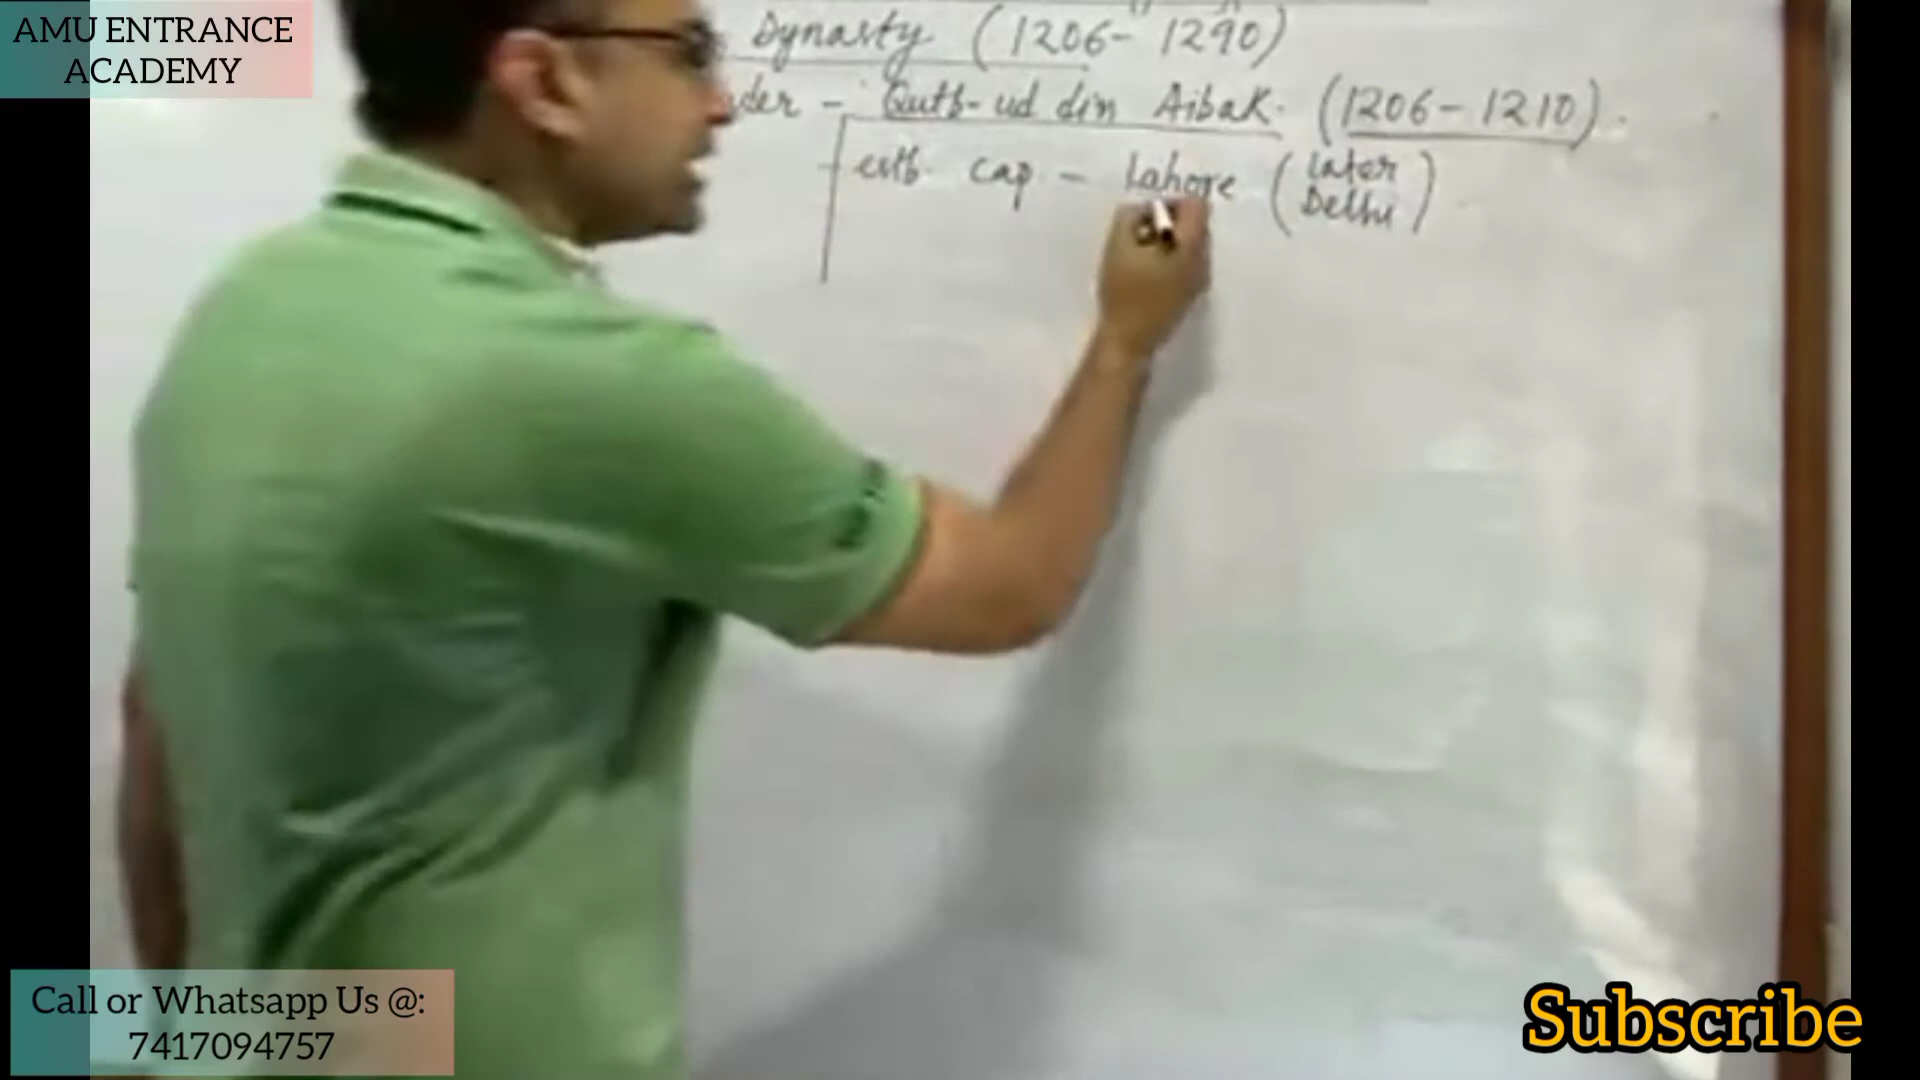 AMU ENTRANCE
ACADEMY
Dynasty (1206-1290)
der - Qutb-ud din Aibak. (1206-1210).
estb. cap - Lahore (later
Delhi)
Call or Whatsapp Us @:
7417094757
Subscribe